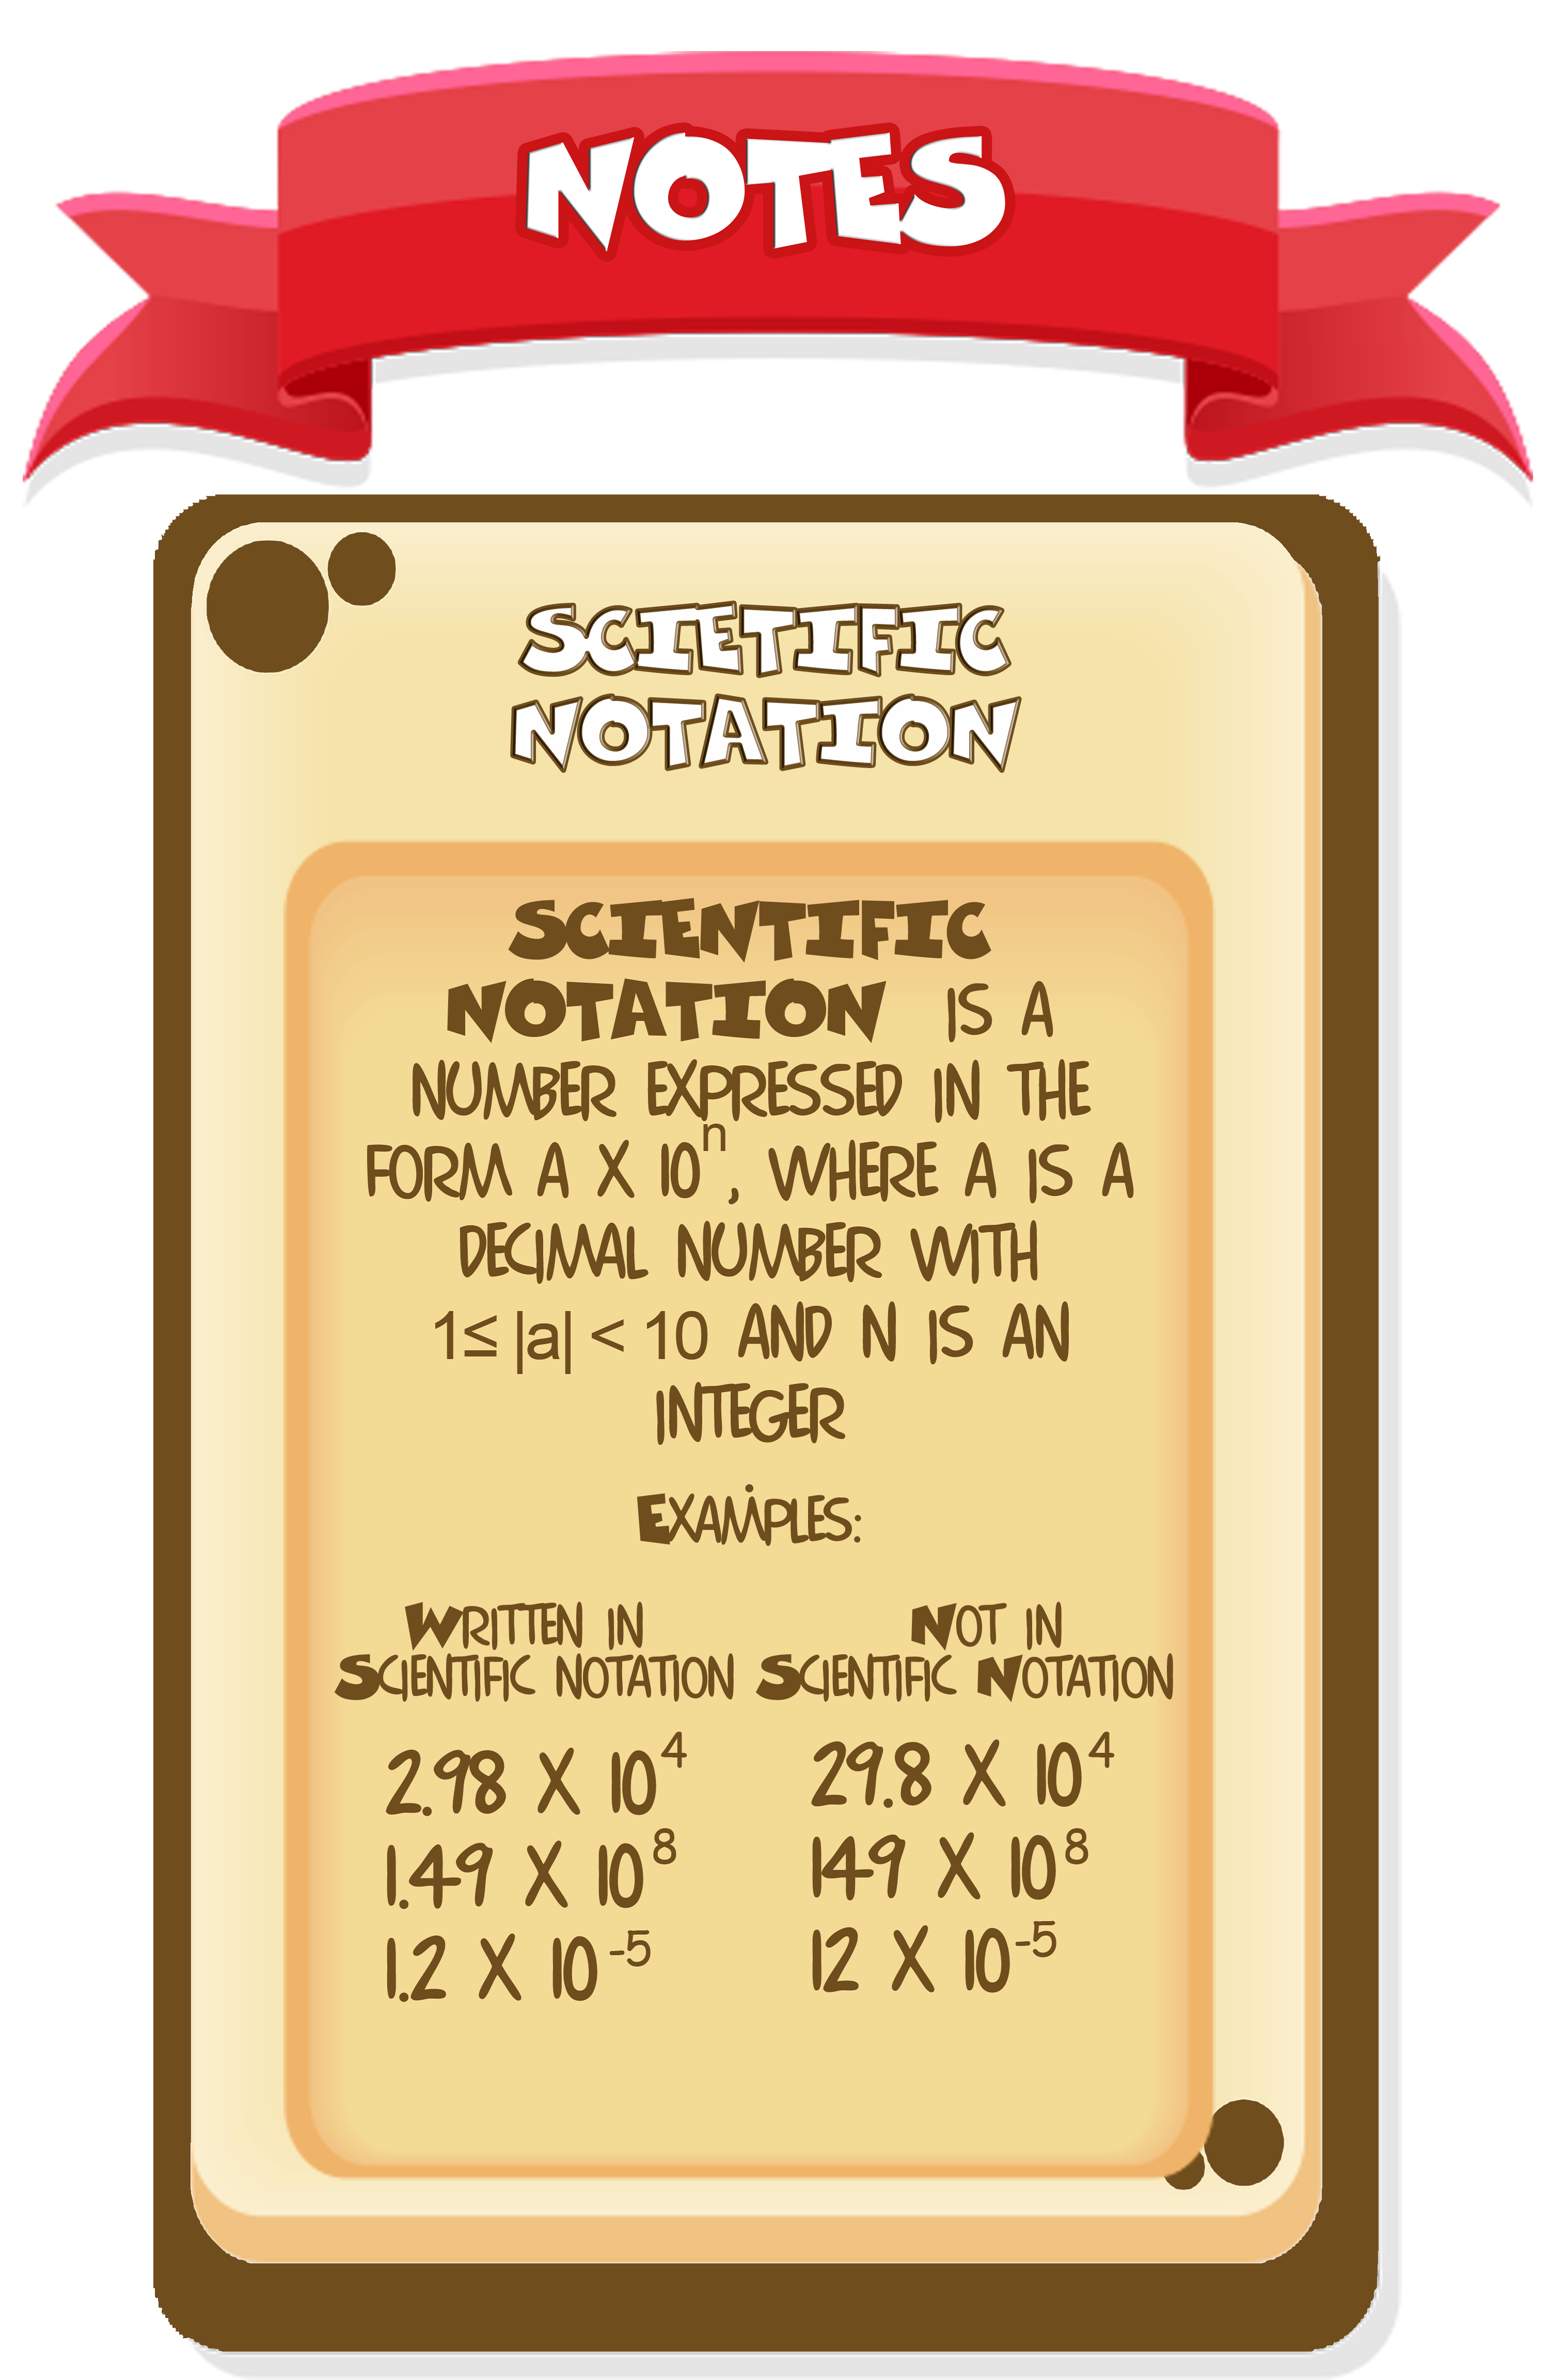 NOTES
SCIETIFIC
NOTATION
SCIENTIFIC
NOTATION IS A
NUMBER EXPRESSED IN THE
FORM A X 10ⁿ, WHERE A IS A
DECIMAL NUMBER WITH
1≤ |a| < 10 AND N IS AN
INTEGER
.
EXAMPLES:
WRITTEN IN
SCIENTIFIC NOTATION
2.98 X 10⁴
1.49 X 10⁸
1.2 X 10⁻⁵
NOT IN
SCIENTIFIC NOTATION
29.8 X 10⁴
149 X 10⁸
12 X 10⁻⁵